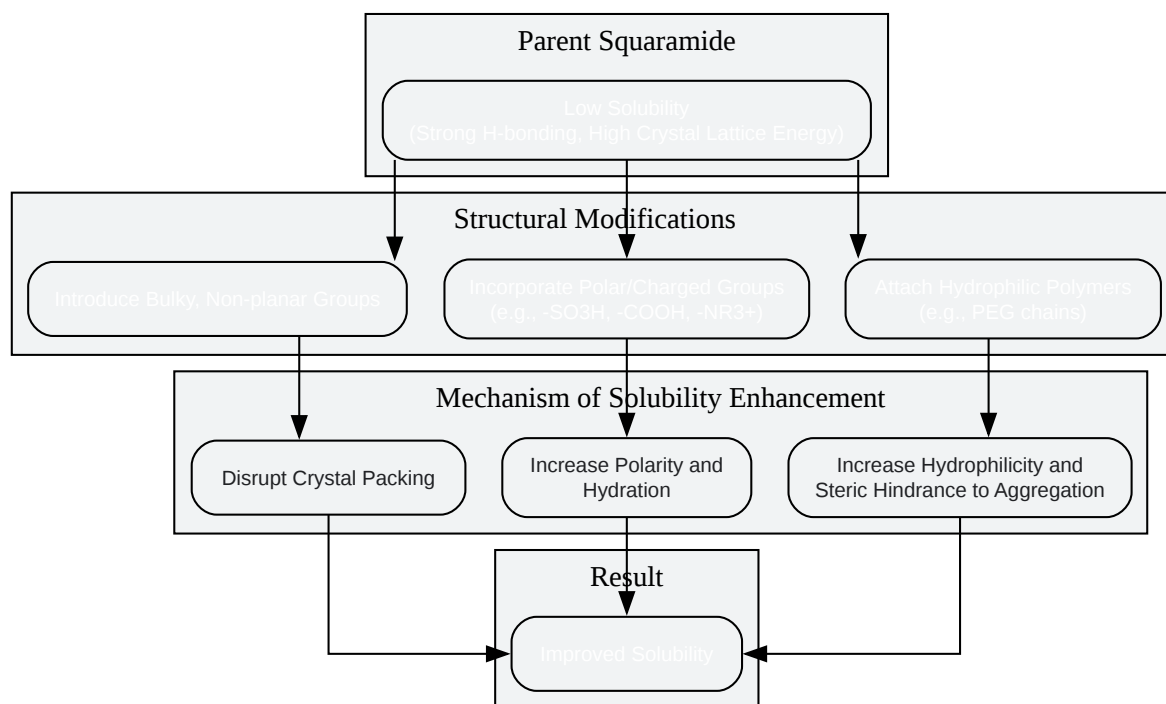 Parent Squaramide
Low Solubility
(Strong H-bonding, High Crystal Lattice Energy)
Structural Modifications
Introduce Bulky, Non-planar Groups
Incorporate Polar/Charged Groups
(e.g., -SO3H, -COOH, -NR3+)
Attach Hydrophilic Polymers
(e.g., PEG chains)
Mechanism of Solubility Enhancement
Disrupt Crystal Packing
Increase Polarity and
Hydration
Increase Hydrophilicity and
Steric Hindrance to Aggregation
Result
Improved Solubility